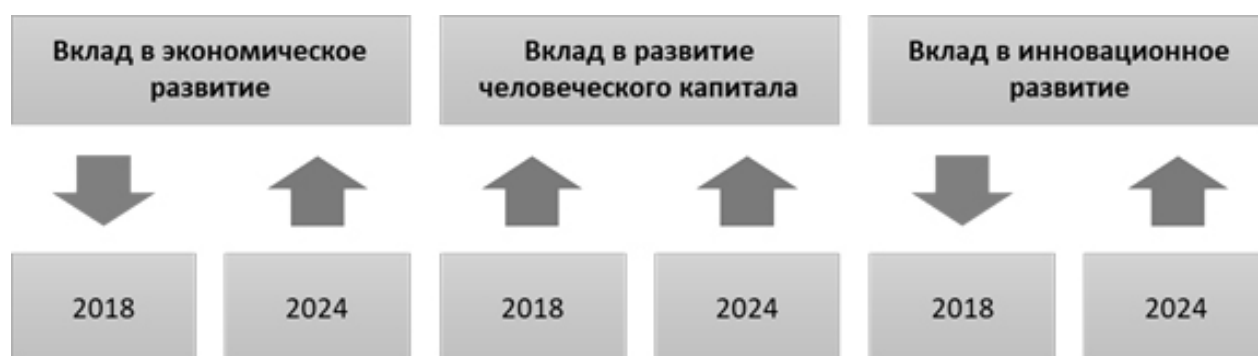 Вклад в экономическое
развитие
Вклад в развитие
человеческого капитала
Вклад в инновационное
развитие
2018
2024
2018
2024
2018
2024